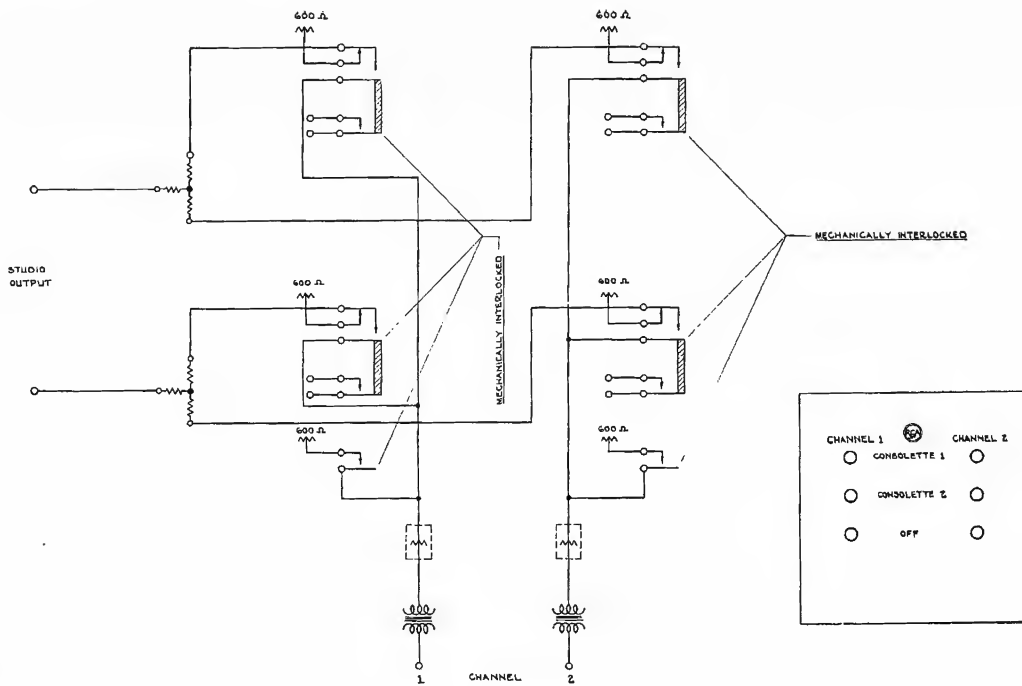 600 Ω
600 Ω
MECHANICALLY INTERLOCKED
STUDIO
OUTPUT
MECHANICALLY INTERLOCKED
600 Ω
600 Ω
600 Ω
600 Ω
RCA
CHANNEL 1
CHANNEL 2
CONSOLETTE 1
CONSOLETTE 2
OFF
1 CHANNEL 2